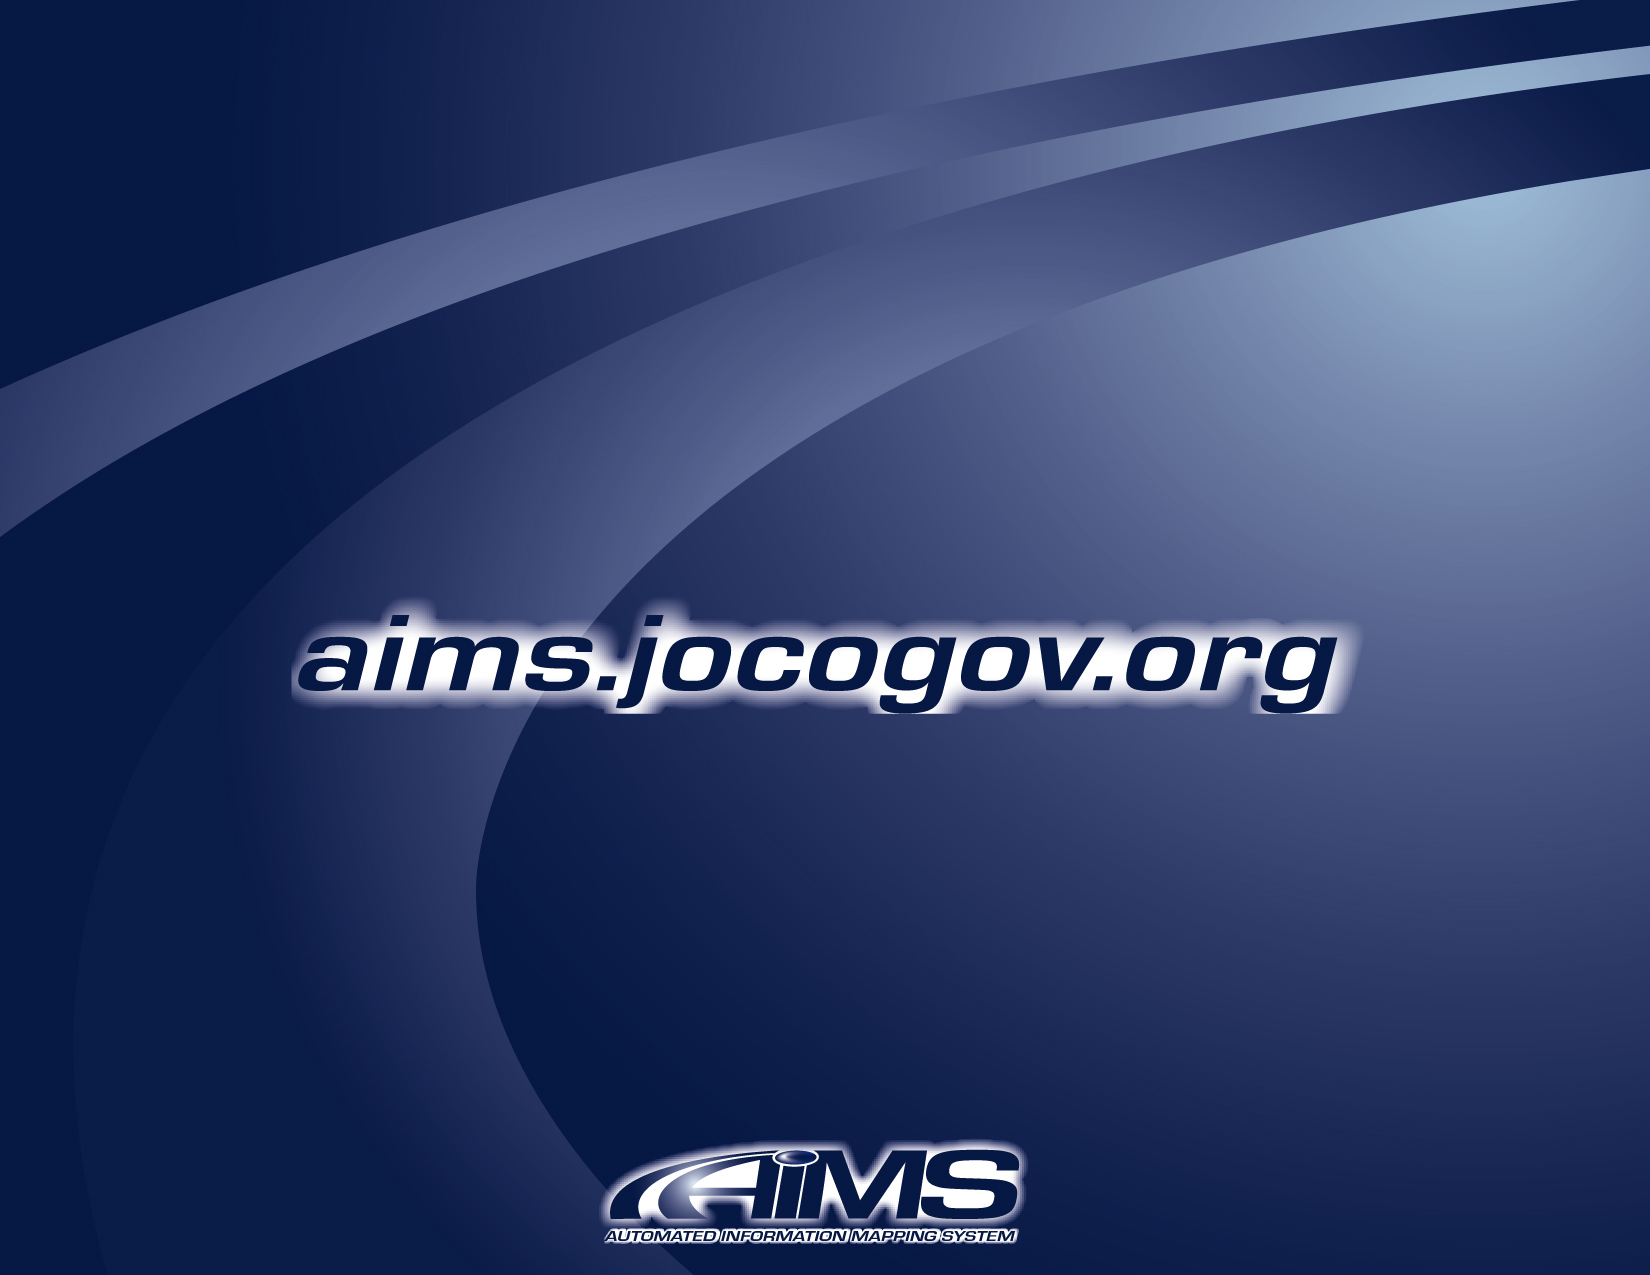 aims.jocogov.org
AiMS
AUTOMATED INFORMATION MAPPING SYSTEM